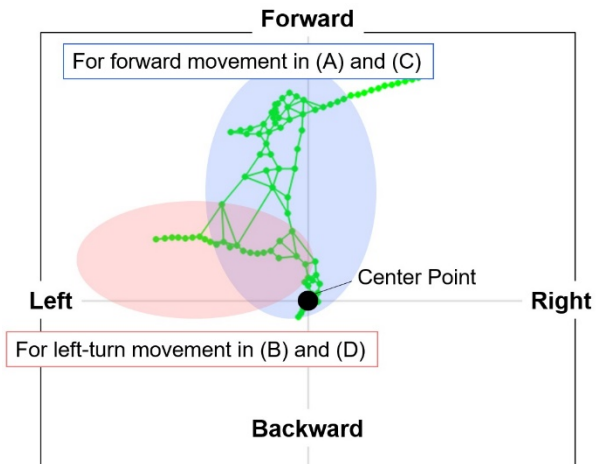 Forward
For forward movement in (A) and (C)
Center Point
Left
Right
For left-turn movement in (B) and (D)
Backward